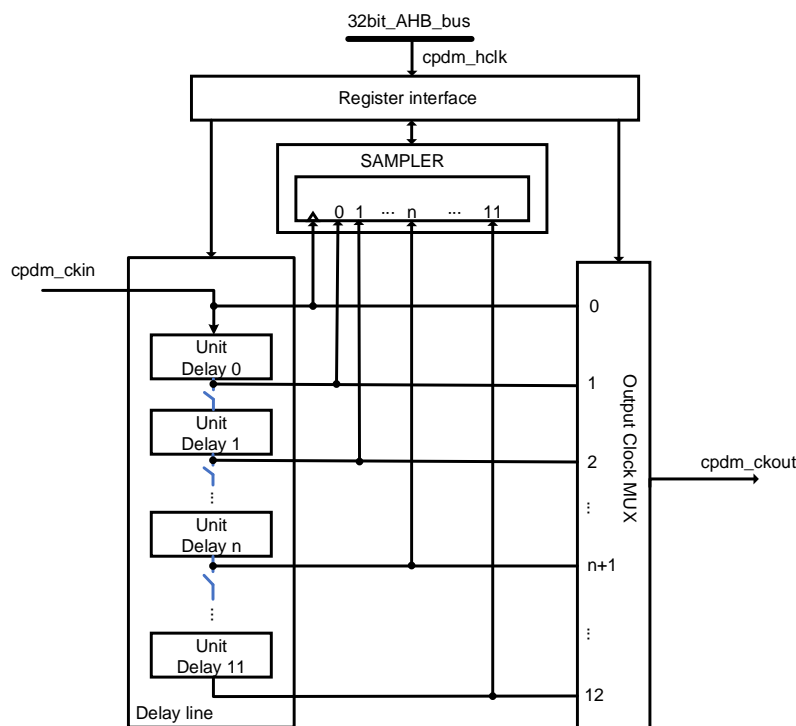 32bit_AHB_bus
cpdm_hclk
Register interface
SAMPLER
0 1 ... n ... 11
cpdm_ckin
0
Unit
Delay 0
1
Unit
Delay 1
2
...
...
Unit
Delay n
n+1
...
...
Unit
Delay 11
12
Delay line
Output Clock MUX
cpdm_ckout